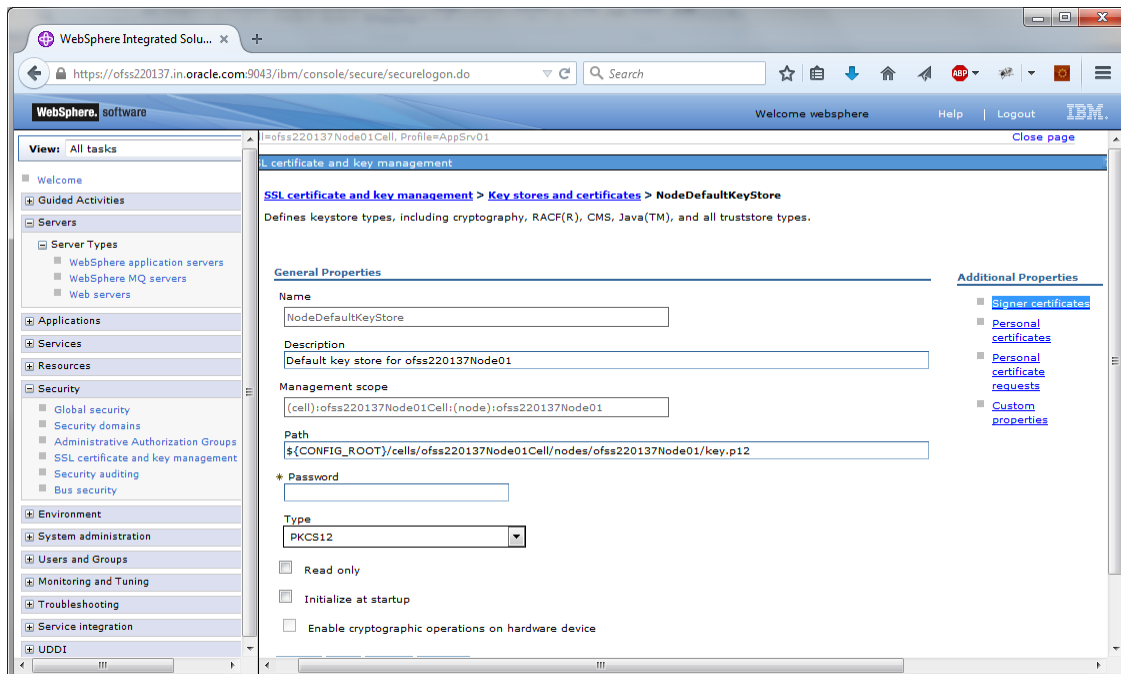 WebSphere Integrated Solu... × +
https://ofss220137.in.oracle.com:9043/ibm/console/secure/securelogon.do
Search
ABP
WebSphere. software
Welcome websphere
Help | Logout
IBM.
View: All tasks
Welcome
Guided Activities
Servers
Server Types
WebSphere application servers
WebSphere MQ servers
Web servers
Applications
Services
Resources
Security
Global security
Security domains
Administrative Authorization Groups
SSL certificate and key management
Security auditing
Bus security
Environment
System administration
Users and Groups
Monitoring and Tuning
Troubleshooting
Service integration
UDDI
l=ofss220137Node01Cell, Profile=AppSrv01
Close page
SL certificate and key management
SSL certificate and key management > Key stores and certificates > NodeDefaultKeyStore
Defines keystore types, including cryptography, RACF(R), CMS, Java(TM), and all truststore types.
General Properties
Name
NodeDefaultKeyStore
Description
Default key store for ofss220137Node01
Management scope
(cell):ofss220137Node01Cell:(node):ofss220137Node01
Path
${CONFIG_ROOT}/cells/ofss220137Node01Cell/nodes/ofss220137Node01/key.p12
* Password
Type
PKCS12
Read only
Initialize at startup
Enable cryptographic operations on hardware device
Additional Properties
Signer certificates
Personal
certificates
Personal
certificate
requests
Custom
properties